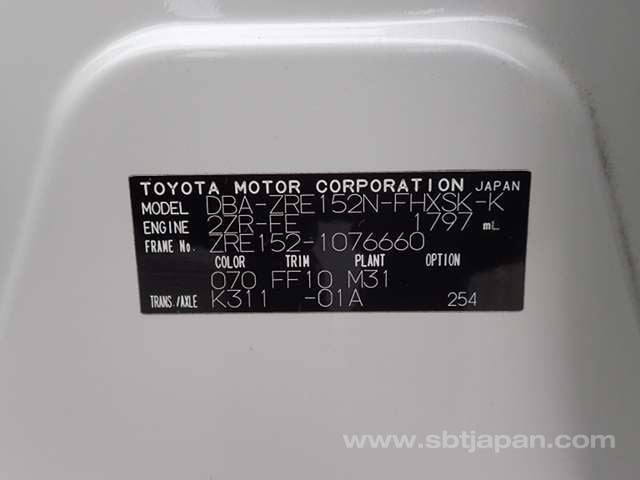 TOYOTA MOTOR CORPORATION JAPAN
MODEL DBA-ZRE152N-FHXSK-K
ENGINE 2ZR-FE 1797 mL
FRAME No. ZRE152-1076660
COLOR TRIM PLANT OPTION
070 FF10 M31
TRANS./AXLE K311 -01A 254
www.sbtjapan.com